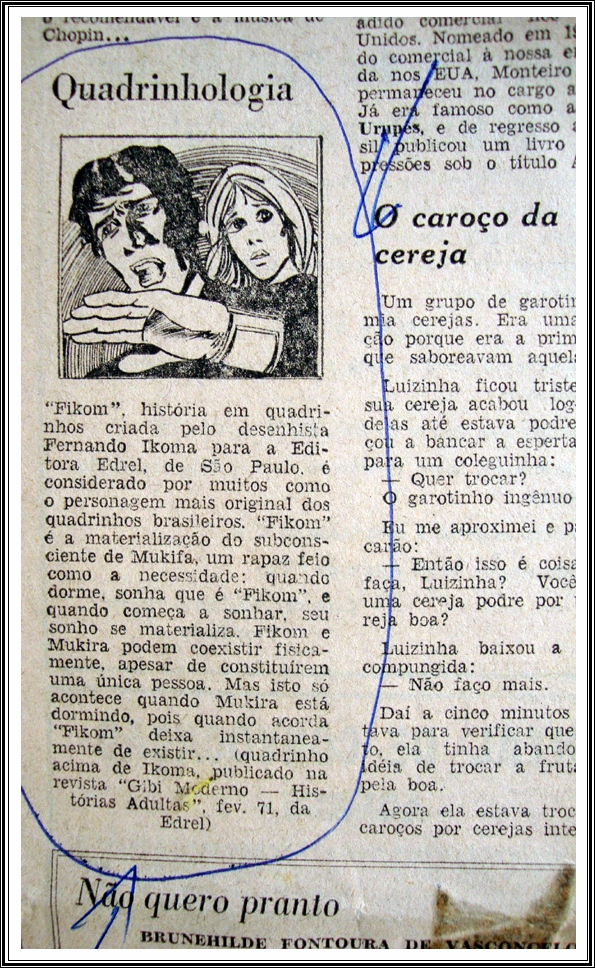 o recomendável é a música de
Chopin...
Quadrinhologia
"Fikom", história em quadri-
nhos criada pelo desenhista
Fernando Ikoma para a Edi-
tora Edrel, de São Paulo. é
considerado por muitos como
o personagem mais original dos
quadrinhos brasileiros. "Fikom"
é a materialização do subcons-
ciente de Mukifa, um rapaz feio
como a necessidade: quando
dorme, sonha que é "Fikom", e
quando começa a sonhar, seu
sonho se materializa. Fikom e
Mukira podem coexistir fisica-
mente, apesar de constituírem
uma única pessoa. Mas isto só
acontece quando Mukira está
dormindo, pois quando acorda
"Fikom" deixa instantanea-
mente de existir... (quadrinho
acima de Ikoma, publicado na
revista "Gibi Moderno — His-
tórias Adultas", fev. 71, da
Edrel)
adido comercial nos
Unidos. Nomeado em 19
do comercial à nossa e
da nos EUA, Monteiro
permaneceu no cargo a
Já era famoso como a
Urupês, e de regresso a
sil publicou um livro
pressões sob o título A
O caroço da
cereja
Um grupo de garotin
mia cerejas. Era uma
ção porque era a prim
que saboreavam aquel
Luizinha ficou triste
sua cereja acabou log
delas até estava podre
çou a bancar a esperta
para um coleguinha:
— Quer trocar?
O garotinho ingênuo
Eu me aproximei e p
carão:
— Então isso é coisa
faça, Luizinha? Você
uma cereja podre por
reja boa?
Luizinha baixou a
compungida:
— Não faço mais.
Daí a cinco minutos
tava para verificar que
to, ela tinha abando
idéia de trocar a fruta
pela boa.
Agora ela estava troc
caroços por cerejas inte
Não quero pranto
BRUNEHILDE FONTOURA DE VASCONCELO